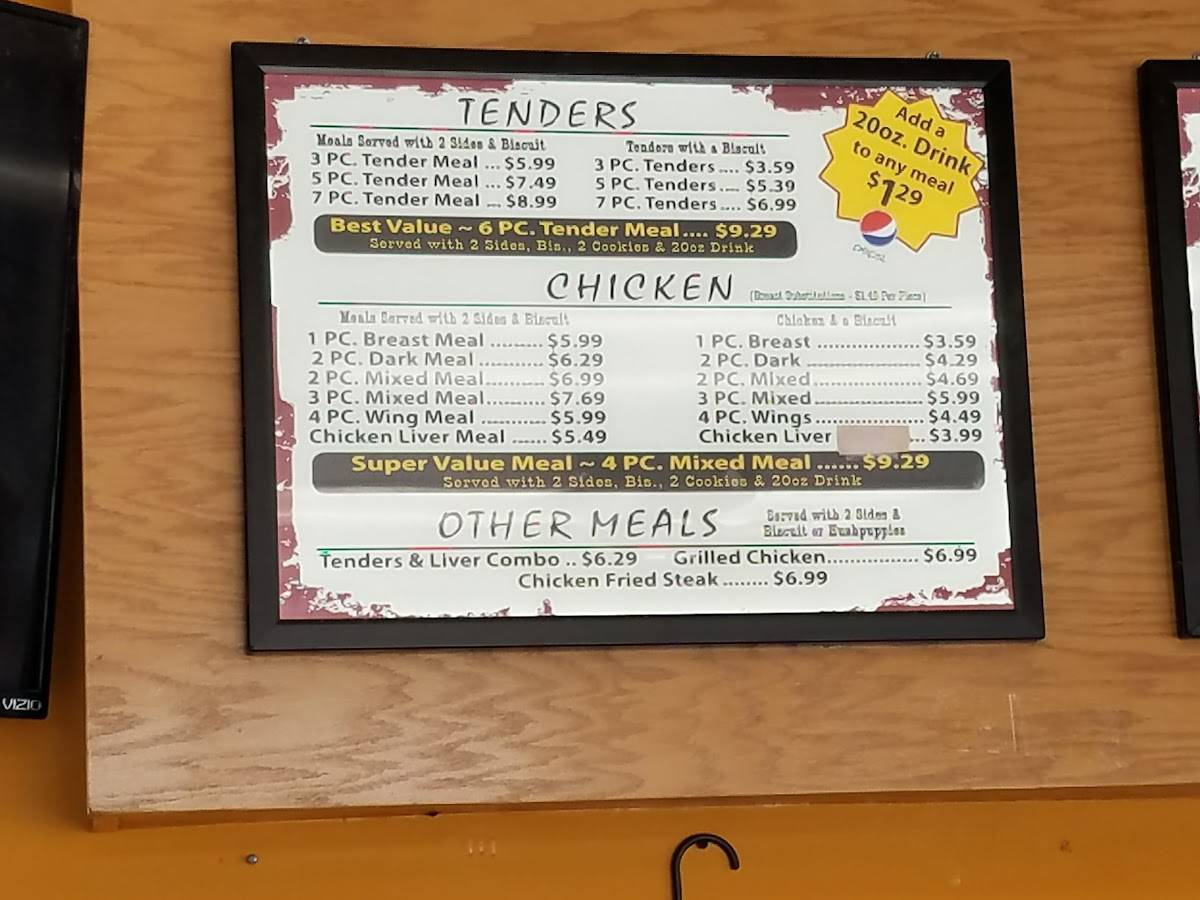 TENDERS
Meals Served with 2 Sides & Biscuit
3 PC. Tender Meal ... $5.99
5 PC. Tender Meal ... $7.49
7 PC. Tender Meal .... $8.99
Tenders with a Biscuit
3 PC. Tenders .... $3.59
5 PC. Tenders .... $5.39
7 PC. Tenders .... $6.99
Add a
20oz. Drink
to any meal
$1.29
pepsi
Best Value ~ 6 PC. Tender Meal .... $9.29
Served with 2 Sides, Bis., 2 Cookies & 20oz Drink
CHICKEN (Breast Substitutions - $1.49 Per Piece)
Meals Served with 2 Sides & Biscuit
1 PC. Breast Meal ......... $5.99
2 PC. Dark Meal ........... $6.29
2 PC. Mixed Meal.......... $6.99
3 PC. Mixed Meal.......... $7.69
4 PC. Wing Meal ........... $5.99
Chicken Liver Meal ...... $5.49
Chicken & a Biscuit
1 PC. Breast ................. $3.59
2 PC. Dark ................... $4.29
2 PC. Mixed.................. $4.69
3 PC. Mixed.................. $5.99
4 PC. Wings.................. $4.49
Chicken Liver ... $3.99
Super Value Meal ~ 4 PC. Mixed Meal ...... $9.29
Served with 2 Sides, Bis., 2 Cookies & 20oz Drink
OTHER MEALS
Served with 2 Sides &
Biscuit or Hushpuppies
Tenders & Liver Combo .. $6.29
Grilled Chicken.................. $6.99
Chicken Fried Steak ........ $6.99
VIZIO